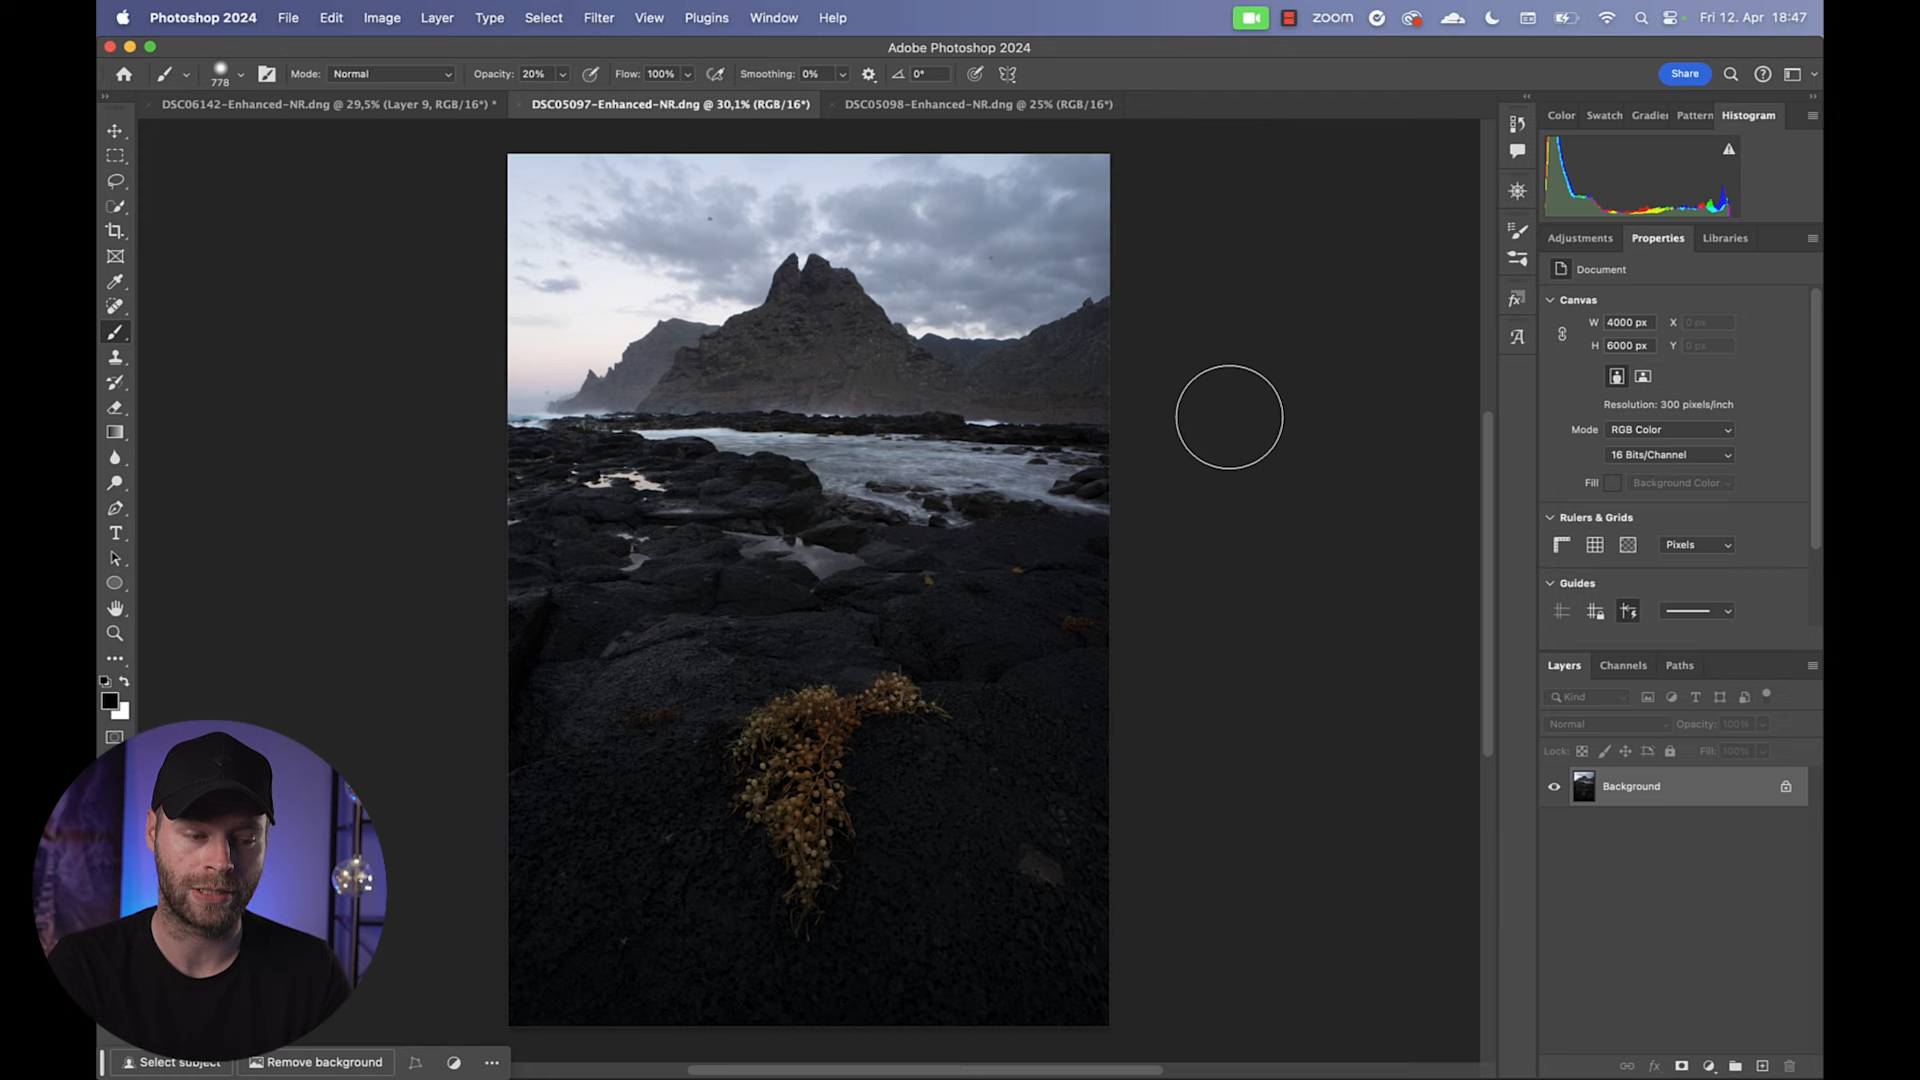 Photoshop 2024 File Edit Image Layer Type Select Filter View Plugins Window Help zoom Fri 12. Apr 18:47
Adobe Photoshop 2024
778 Mode: Normal Opacity: 20% Flow: 100% Smoothing: 0% 0° Share
DSC06142-Enhanced-NR.dng @ 29,5% (Layer 9, RGB/16*) * DSC05097-Enhanced-NR.dng @ 30,1% (RGB/16*) DSC05098-Enhanced-NR.dng @ 25% (RGB/16*)
Color Swatch Gradier Pattern Histogram
Adjustments Properties Libraries
Document
Canvas
W 4000 px X 0 px
H 6000 px Y 0 px
Resolution: 300 pixels/inch
Mode RGB Color
16 Bits/Channel
Fill Background Color
Rulers & Grids
Pixels
Guides
Layers Channels Paths
Kind
Normal Opacity: 100%
Lock: Fill: 100%
Background
Select subject Remove background